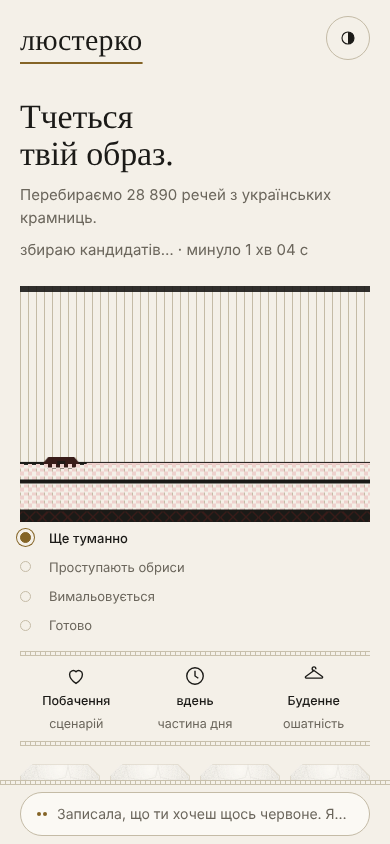 люстерко
Тчеться
твій образ.
Перебираємо 28 890 речей з українських
крамниць.
збираю кандидатів... · минуло 1 хв 04 с
Ще туманно
Проступають обриси
Вимальовується
Готово
Побачення
сценарій
вдень
частина дня
Буденне
ошатність
Записала, що ти хочеш щось червоне. Я...